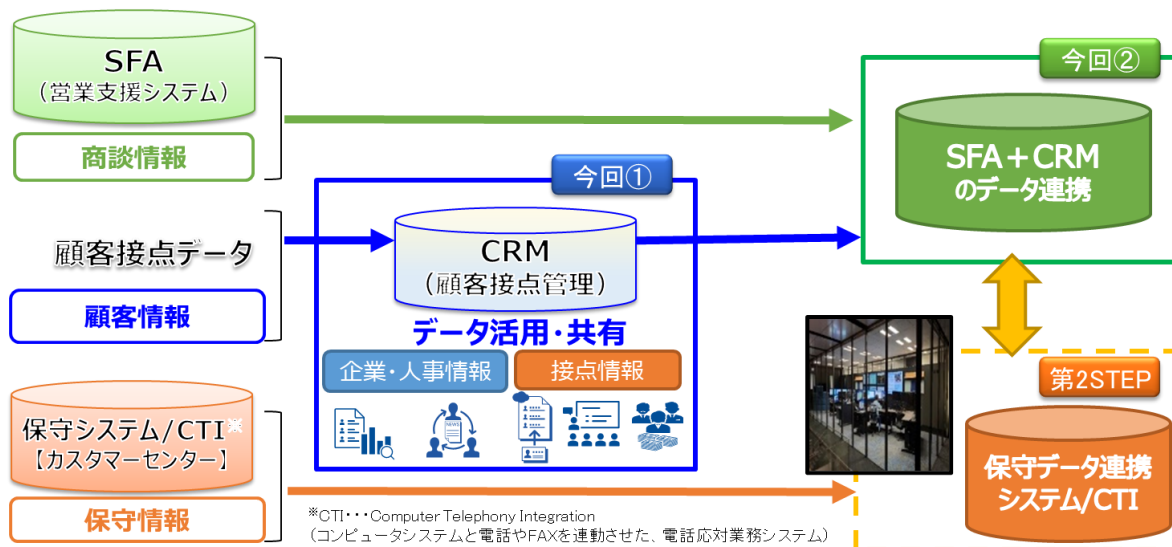 SFA
（営業支援システム）
商談情報
顧客接点データ
顧客情報
保守システム/CTI※
【カスタマーセンター】
保守情報
今回①
CRM
（顧客接点管理）
データ活用・共有
企業・人事情報
接点情報
NEWS
※CTI・・・Computer Telephony Integration
（コンピュータシステムと電話やFAXを連動させた、電話応対業務システム）
今回②
SFA＋CRM
のデータ連携
第2STEP
保守データ連携
システム/CTI